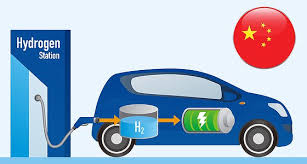 Hydrogen
Station
H₂